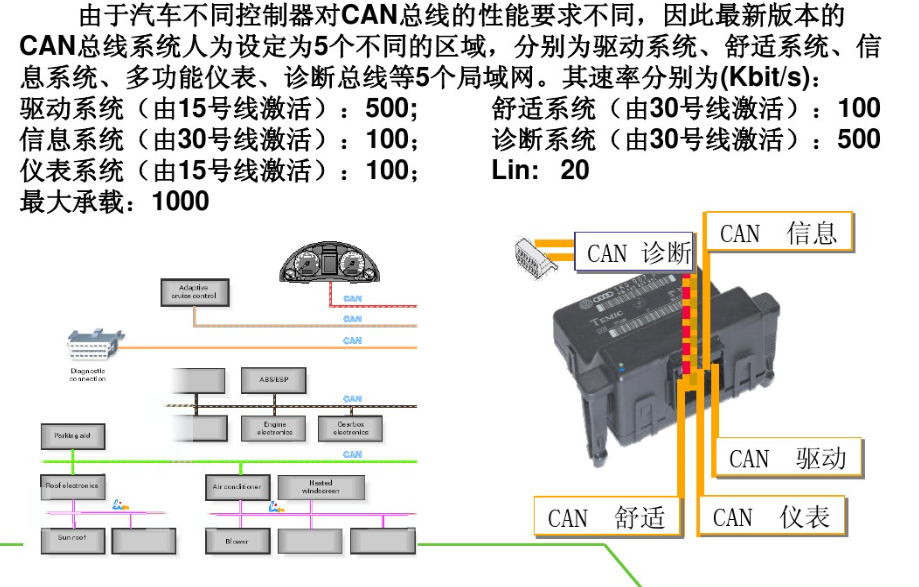 由于汽车不同控制器对CAN总线的性能要求不同，因此最新版本的
CAN总线系统人为设定为5个不同的区域，分别为驱动系统、舒适系统、信
息系统、多功能仪表、诊断总线等5个局域网。其速率分别为(Kbit/s)：
驱动系统（由15号线激活）：500; 舒适系统（由30号线激活）：100
信息系统（由30号线激活）：100； 诊断系统（由30号线激活）：500
仪表系统（由15号线激活）：100； Lin: 20
最大承载：1000
Adaptive
cruise control
CAN
CAN
CAN
Diagnostic
connection
ABS/ESP
CAN
Engine
electronics
Gearbox
electronics
Parking aid
CAN
Roof electronics
Air conditioner
Heated
windscreen
Lin
Lin
Sun roof
Blower
CAN 诊断
CAN 信息
TEMIC
CAN 驱动
CAN 舒适
CAN 仪表